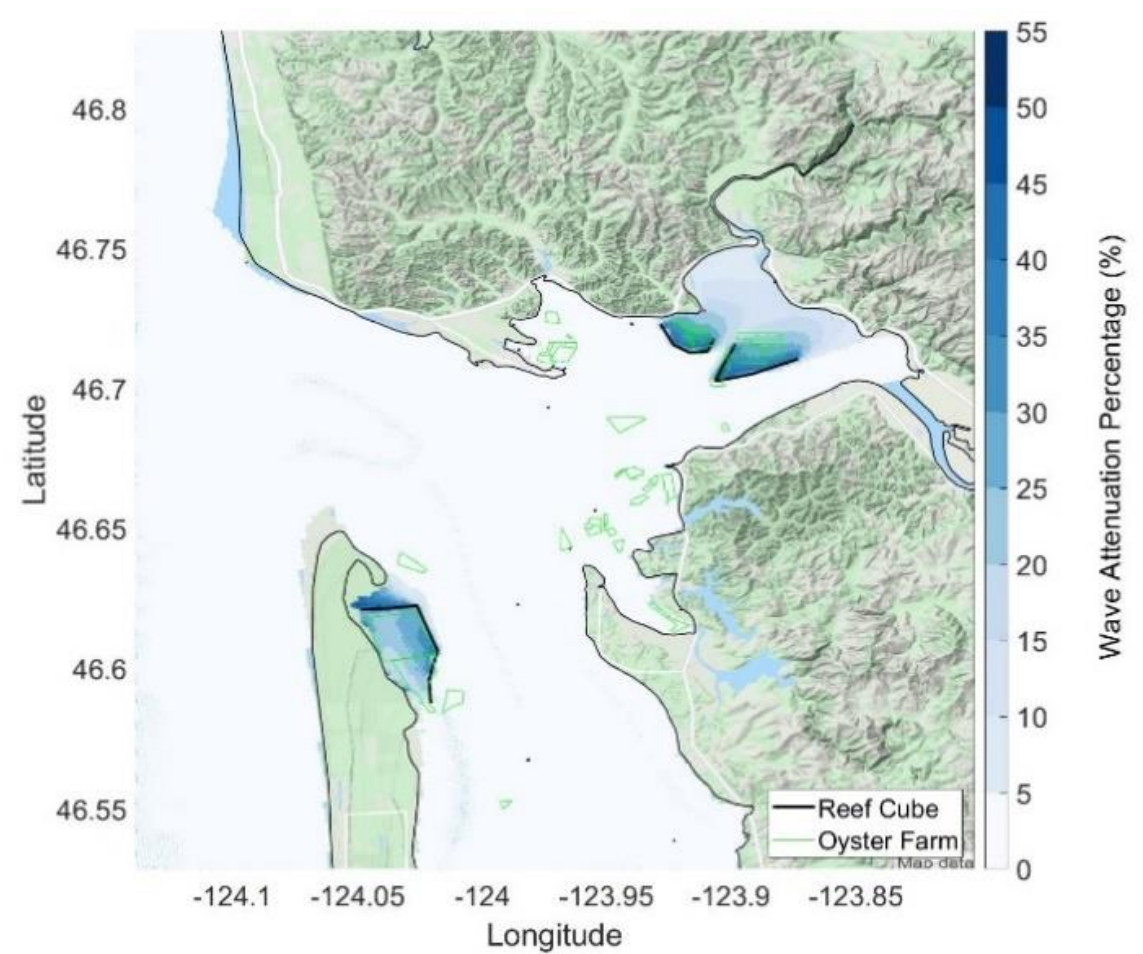 55
50
45
40
35
30
25
20
15
10
5
0
Wave Attenuation Percentage (%)
46.8
46.75
46.7
46.65
46.6
46.55
Latitude
-124.1 -124.05 -124 -123.95 -123.9 -123.85
Longitude
Reef Cube
Oyster Farm
Map data